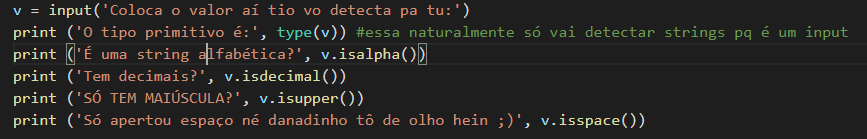 v = input('Coloca o valor aí tio vo detecta pa tu:')
print ('O tipo primitivo é:', type(v)) #essa naturalmente só vai detectar strings pq é um input
print ('É uma string alfabética?', v.isalpha())
print ('Tem decimais?', v.isdecimal())
print ('SÓ TEM MAIÚSCULA?', v.isupper())
print ('Só apertou espaço né danadinho tô de olho hein ;)', v.isspace())